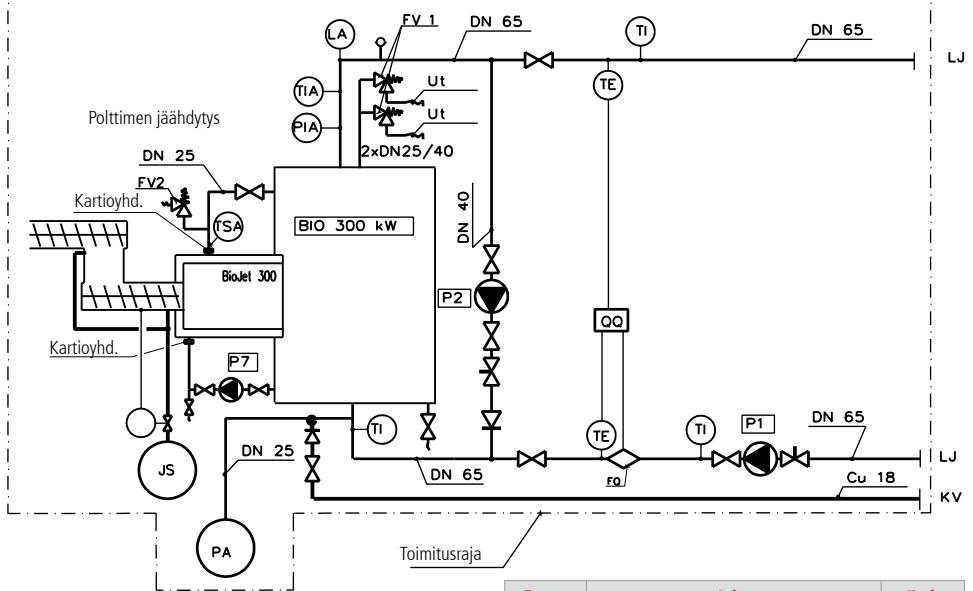 LA
FV 1
DN 65
TI
DN 65
LJ
TIA
Ut
TE
PIA
Ut
2xDN25/40
Polttimen jäähdytys
DN 25
FV2
Kartioyhd.
TSA
BIO 300 kW
DN 40
BioJet 300
P2
QQ
Kartioyhd.
P7
TI
TE
TI
P1
DN 65
LJ
DN 25
DN 65
FQ
JS
Cu 18
KV
PA
Toimitusraja